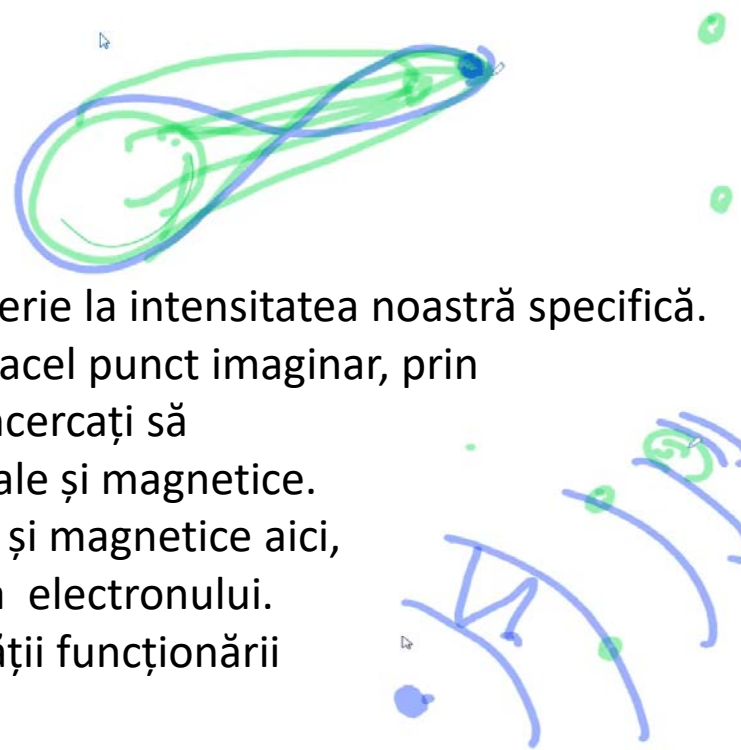 erie la intensitatea noastră specifică.
acel punct imaginar, prin
cercați să
ale și magnetice.
și magnetice aici,
electronului.
ății funcționării